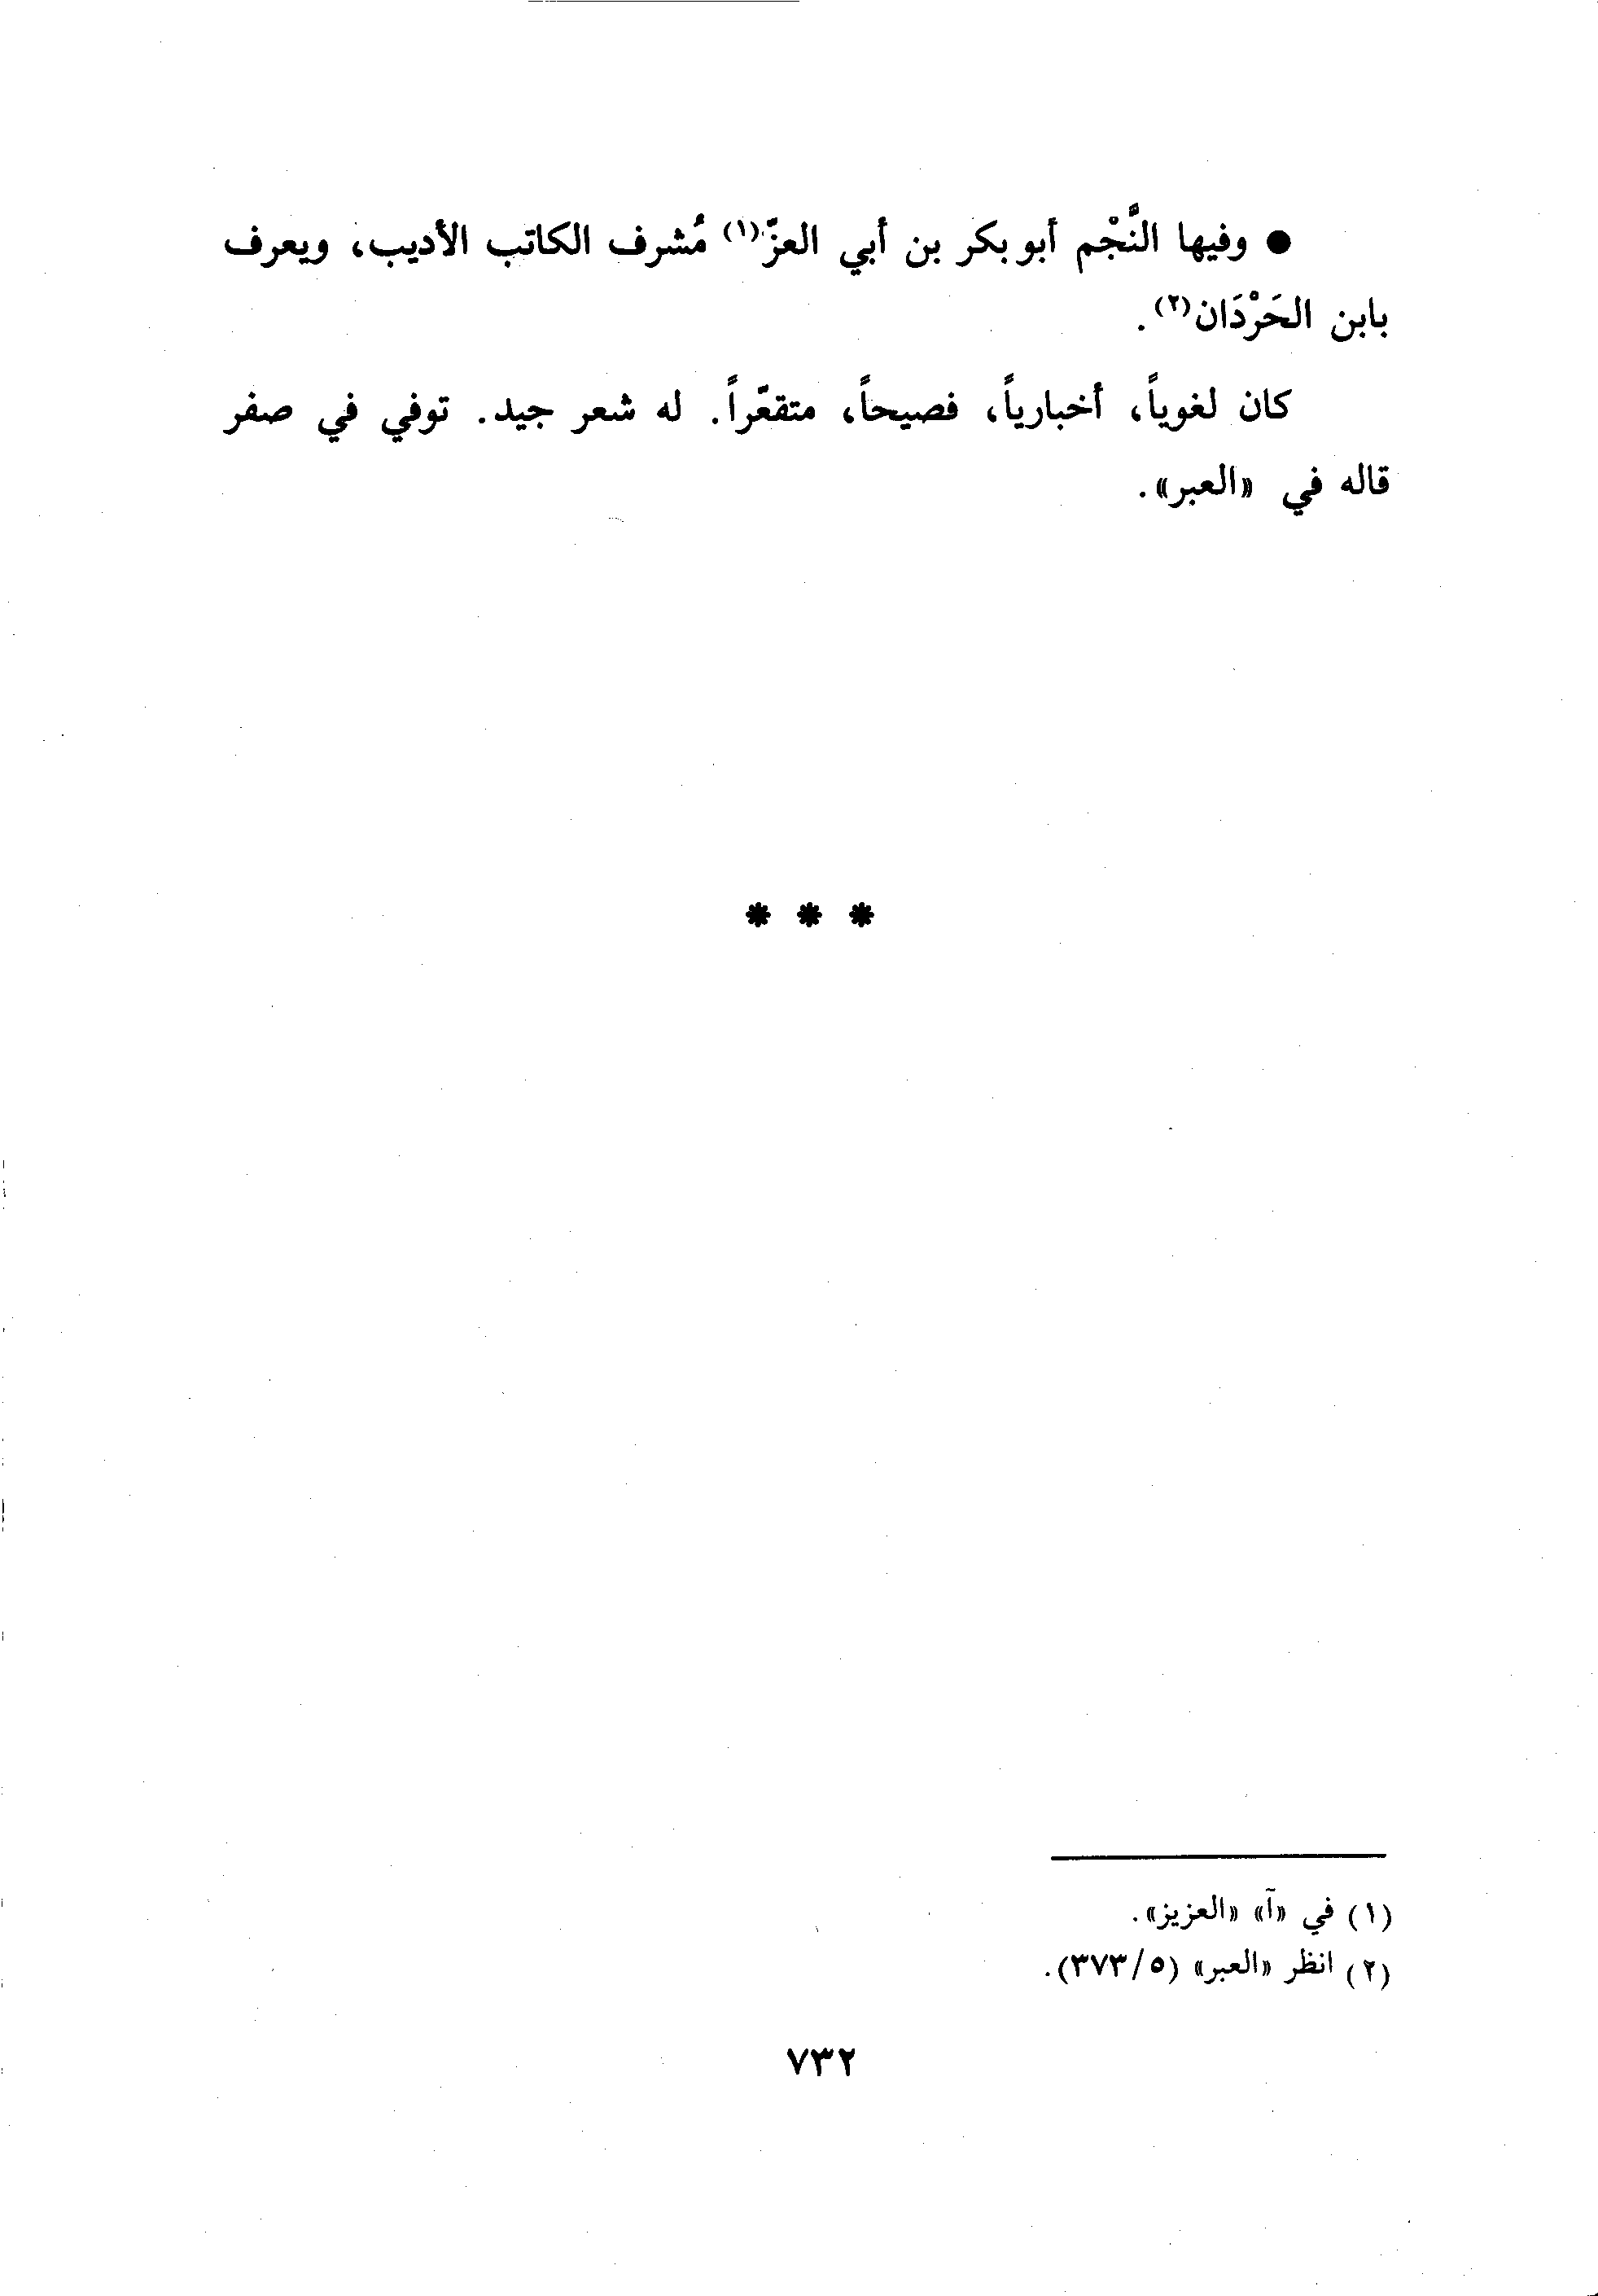 ● وفيها النَّجْم أبو بكر بن أبي العزّ(١) مُشرف الكاتب الأديب، ويعرف
بابن الحَرْدَان(٢).
كان لغوياً، أخبارياً، فصيحاً، متقعّراً. له شعر جيد. توفي في صفر
قاله في «العبر».
* * *
(١) في «آ» «العزيز».
(٢) انظر «العبر» (٣٧٣/٥).
٧٣٢